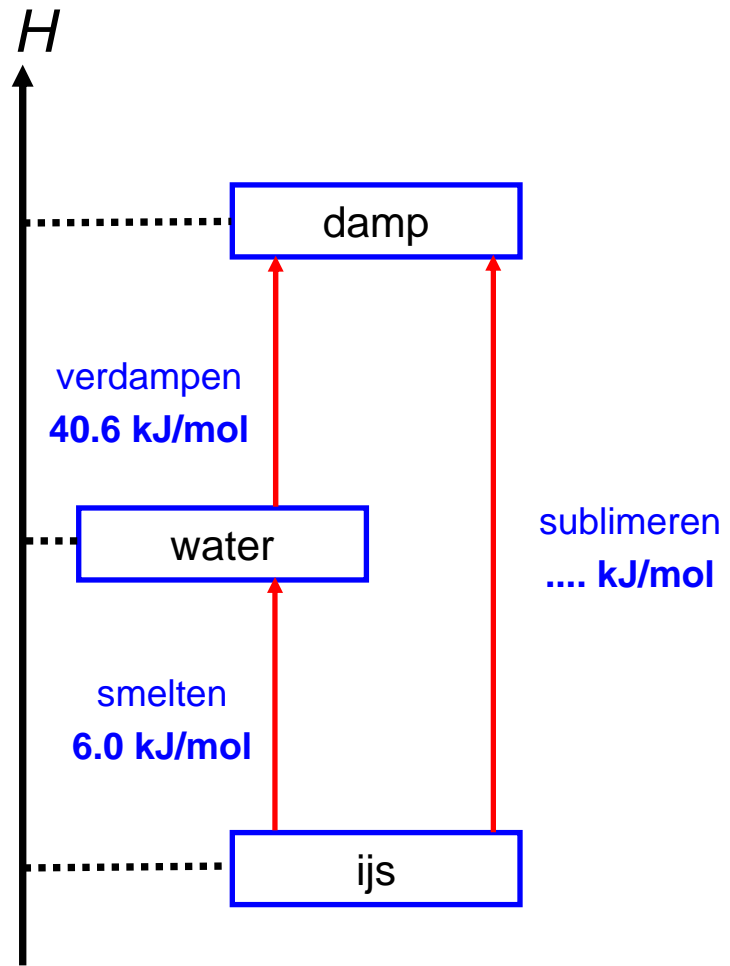 H
damp
verdampen
40.6 kJ/mol
water
sublimeren
.... kJ/mol
smelten
6.0 kJ/mol
ijs